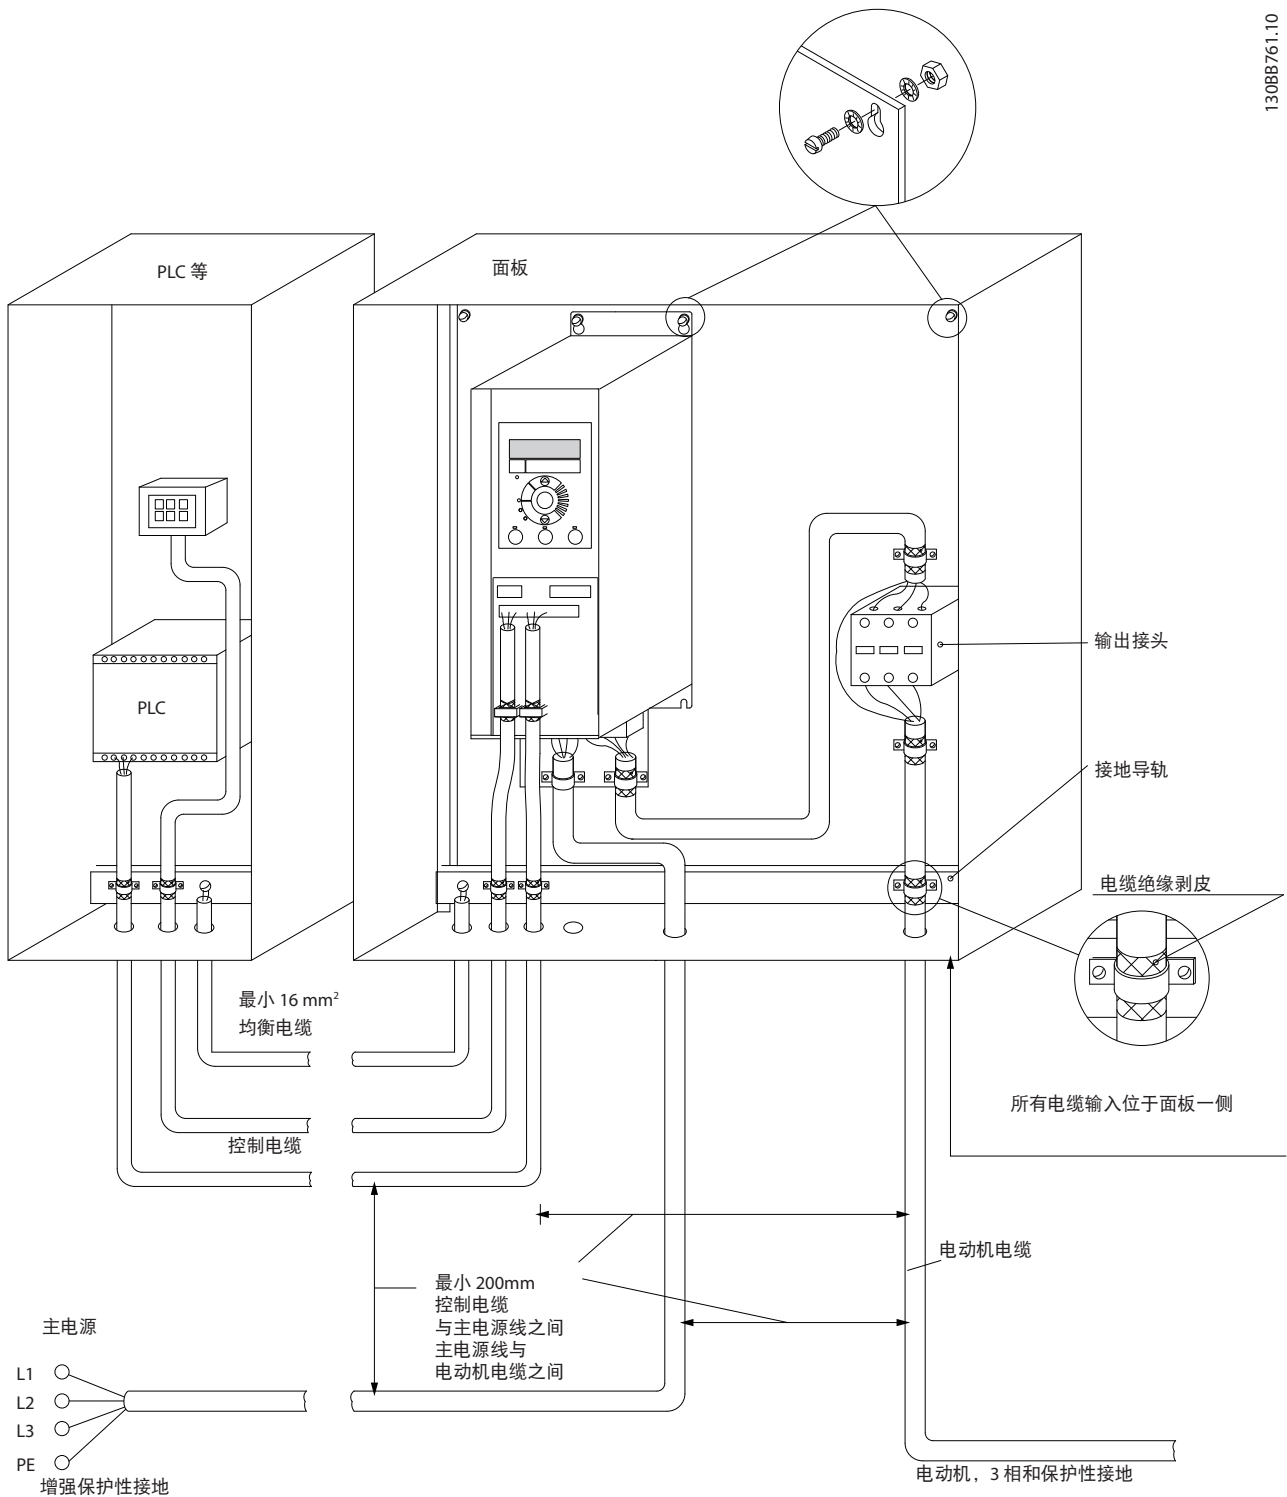 130BB761.10
PLC 等
面板
PLC
输出接头
接地导轨
电缆绝缘剥皮
最小 16 mm²
均衡电缆
所有电缆输入位于面板一侧
控制电缆
电动机电缆
最小 200mm
控制电缆
与主电源线之间
主电源线与
电动机电缆之间
主电源
L1
L2
L3
PE
增强保护性接地
电动机，3 相和保护性接地